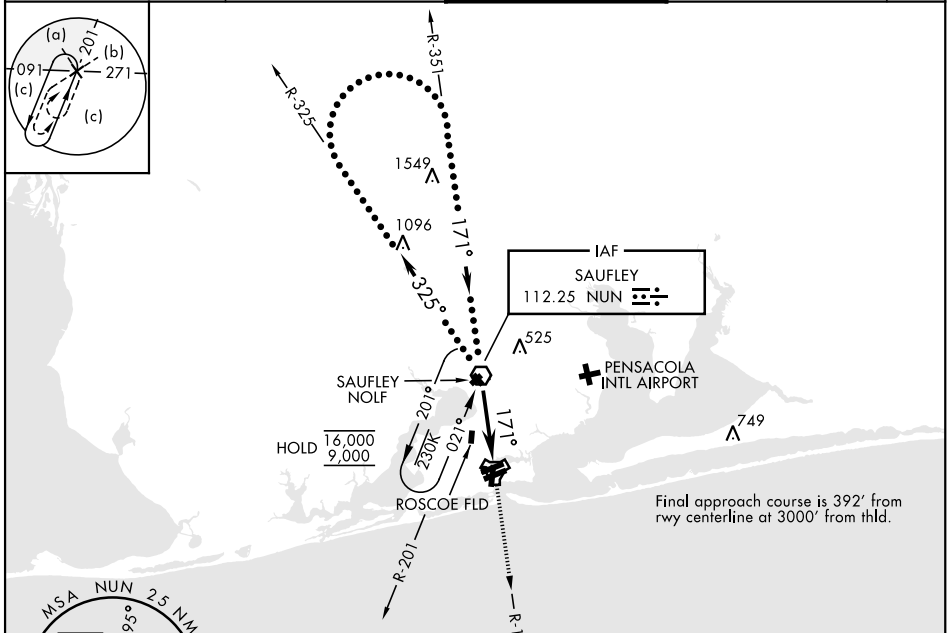 (a)
201
(b)
091
271
(c)
(c)
R-351
R-325
1549
1096
171°
325°
IAF
SAUFLEY
112.25 NUN
525
PENSACOLA
INTL AIRPORT
SAUFLEY
NOLF
201°
021°
230K
171°
749
HOLD 16,000
9,000
ROSCOE FLD
Final approach course is 392' from
rwy centerline at 3000' from thld.
R-201
MSA NUN 25 NM